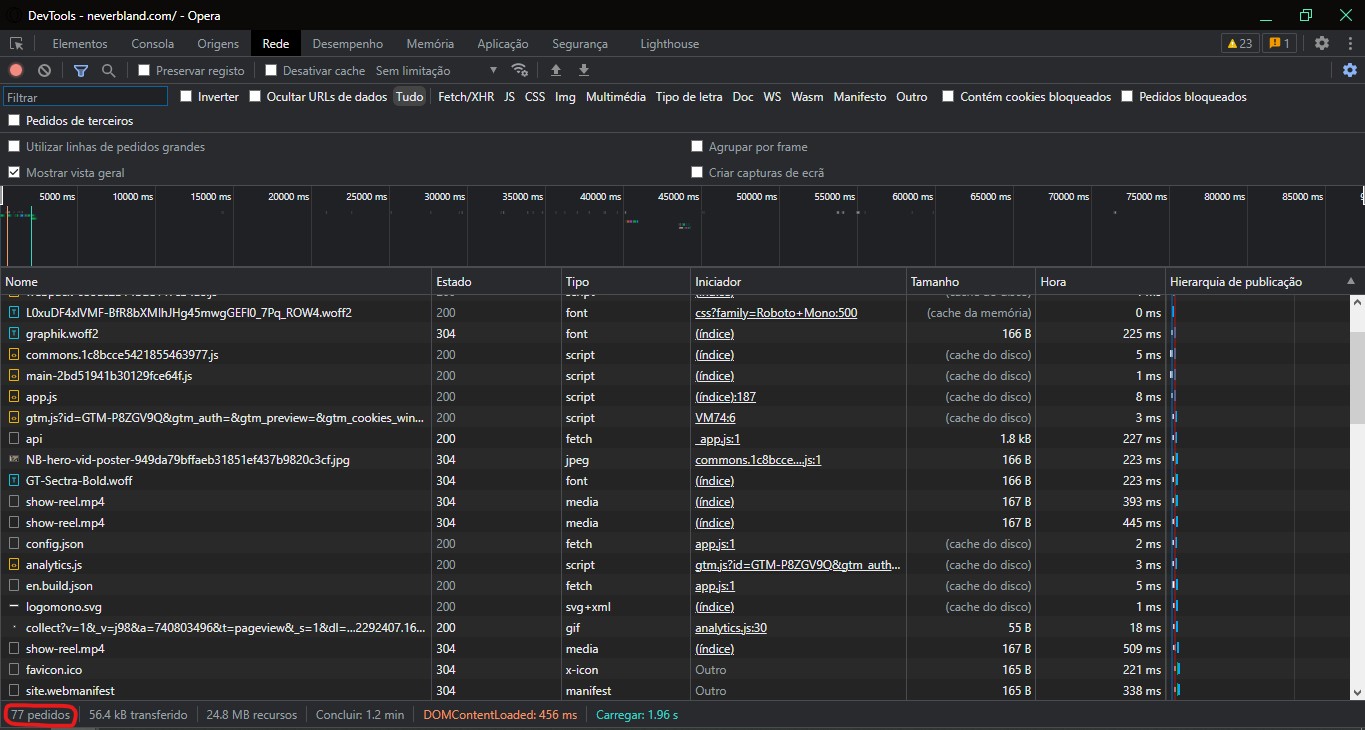 DevTools - neverbland.com/ - Opera
Elementos Consola Origens Rede Desempenho Memória Aplicação Segurança Lighthouse 23 1
Preservar registo Desativar cache Sem limitação
Filtrar Inverter Ocultar URLs de dados Tudo Fetch/XHR JS CSS Img Multimédia Tipo de letra Doc WS Wasm Manifesto Outro Contém cookies bloqueados Pedidos bloqueados
Pedidos de terceiros
Utilizar linhas de pedidos grandes Agrupar por frame
Mostrar vista geral Criar capturas de ecrã
5000 ms 10000 ms 15000 ms 20000 ms 25000 ms 30000 ms 35000 ms 40000 ms 45000 ms 50000 ms 55000 ms 60000 ms 65000 ms 70000 ms 75000 ms 80000 ms 85000 ms
Nome Estado Tipo Iniciador Tamanho Hora Hierarquia de publicação
L0xuDF4xlVMF-BfR8bXMIhJHg45mwgGEFl0_7Pq_ROW4.woff2 200 font css?family=Roboto+Mono:500 (cache da memória) 0 ms
graphik.woff2 304 font (índice) 166 B 225 ms
commons.1c8bcce5421855463977.js 200 script (índice) (cache do disco) 5 ms
main-2bd51941b30129fce64f.js 200 script (índice) (cache do disco) 1 ms
app.js 200 script (índice):187 (cache do disco) 8 ms
gtm.js?id=GTM-P8ZGV9Q&gtm_auth=&gtm_preview=&gtm_cookies_win... 200 script VM74:6 (cache do disco) 3 ms
api 200 fetch _app.js:1 1.8 kB 227 ms
NB-hero-vid-poster-949da79bffaeb31851ef437b9820c3cf.jpg 304 jpeg commons.1c8bcce....js:1 166 B 223 ms
GT-Sectra-Bold.woff 304 font (índice) 166 B 223 ms
show-reel.mp4 304 media (índice) 167 B 393 ms
show-reel.mp4 304 media (índice) 167 B 445 ms
config.json 200 fetch app.js:1 (cache do disco) 2 ms
analytics.js 200 script gtm.js?id=GTM-P8ZGV9Q&gtm_auth... (cache do disco) 3 ms
en.build.json 200 fetch app.js:1 (cache do disco) 5 ms
logomono.svg 200 svg+xml (índice) (cache do disco) 1 ms
collect?v=1&_v=j98&a=740803496&t=pageview&_s=1&dl=...2292407.16... 200 gif analytics.js:30 55 B 18 ms
show-reel.mp4 304 media (índice) 167 B 509 ms
favicon.ico 304 x-icon Outro 165 B 221 ms
site.webmanifest 304 manifest Outro 165 B 338 ms
77 pedidos 56.4 kB transferido 24.8 MB recursos Concluir: 1.2 min DOMContentLoaded: 456 ms Carregar: 1.96 s